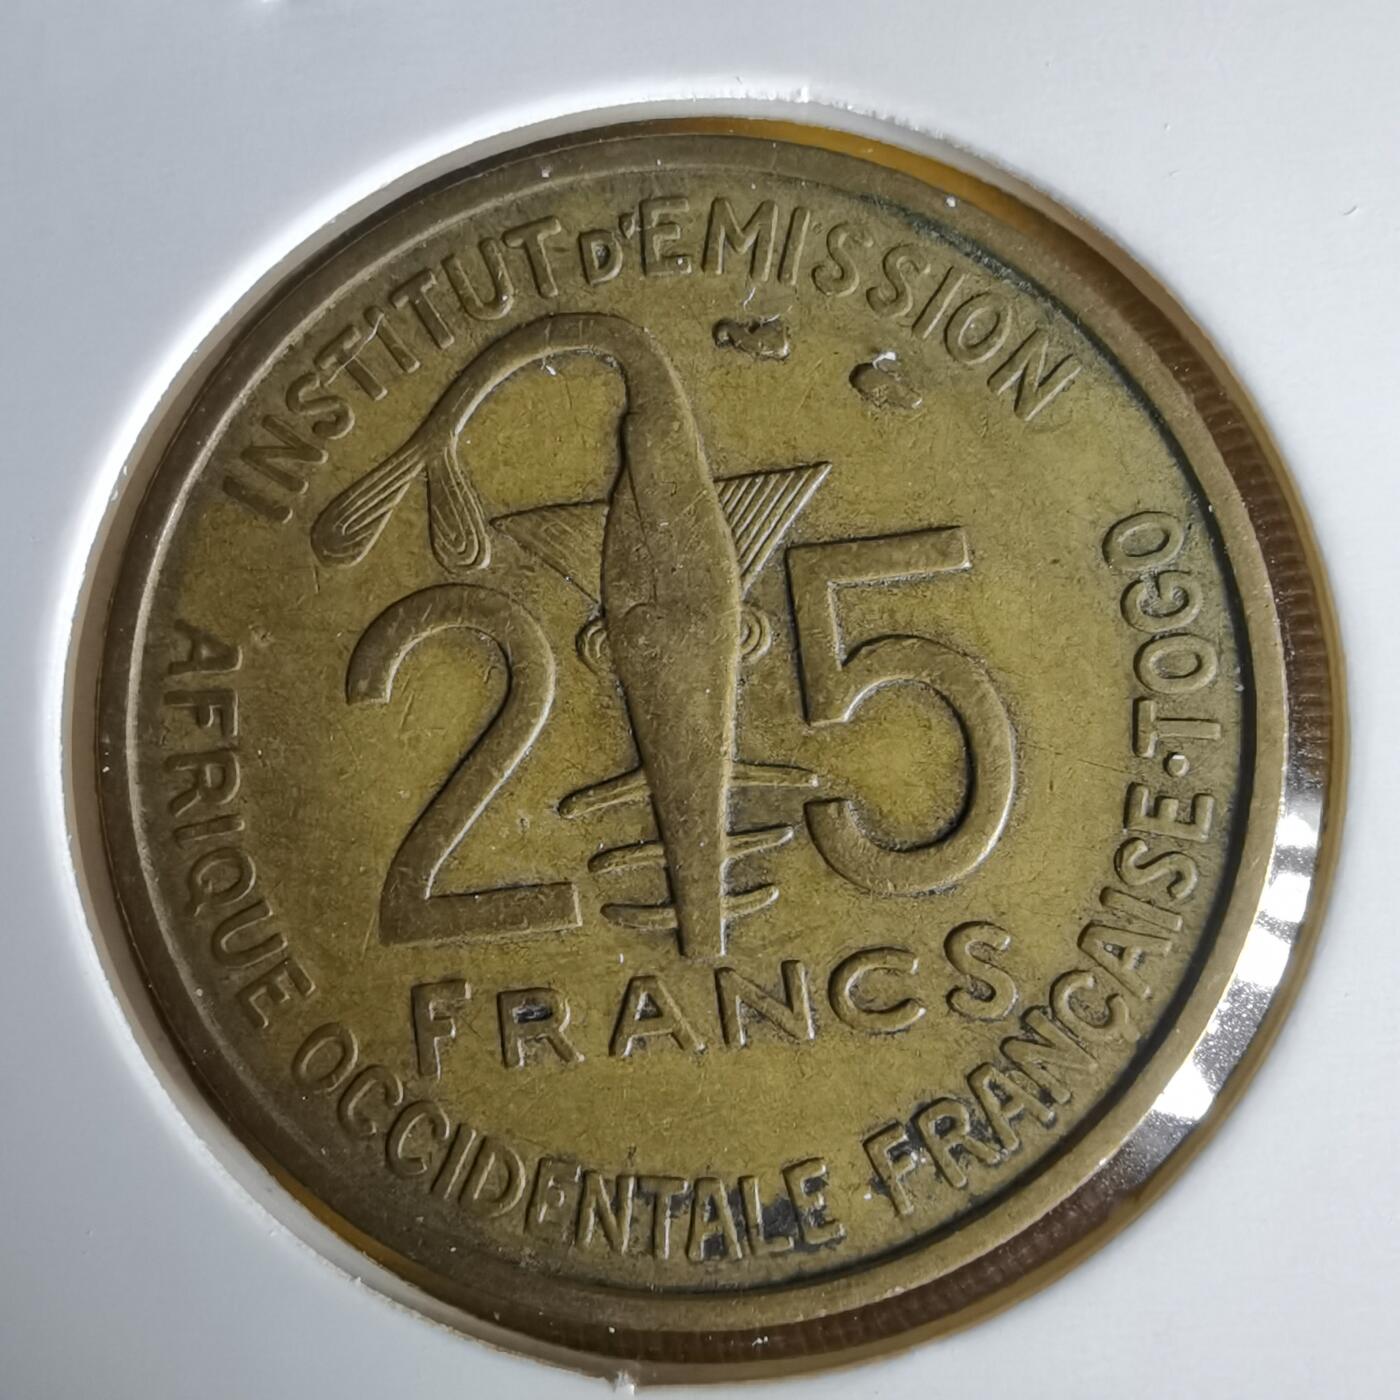 INSTITUT D'EMISSION
25
FRANCS
AFRIQUE OCCIDENTALE FRANÇAISE · TOGO